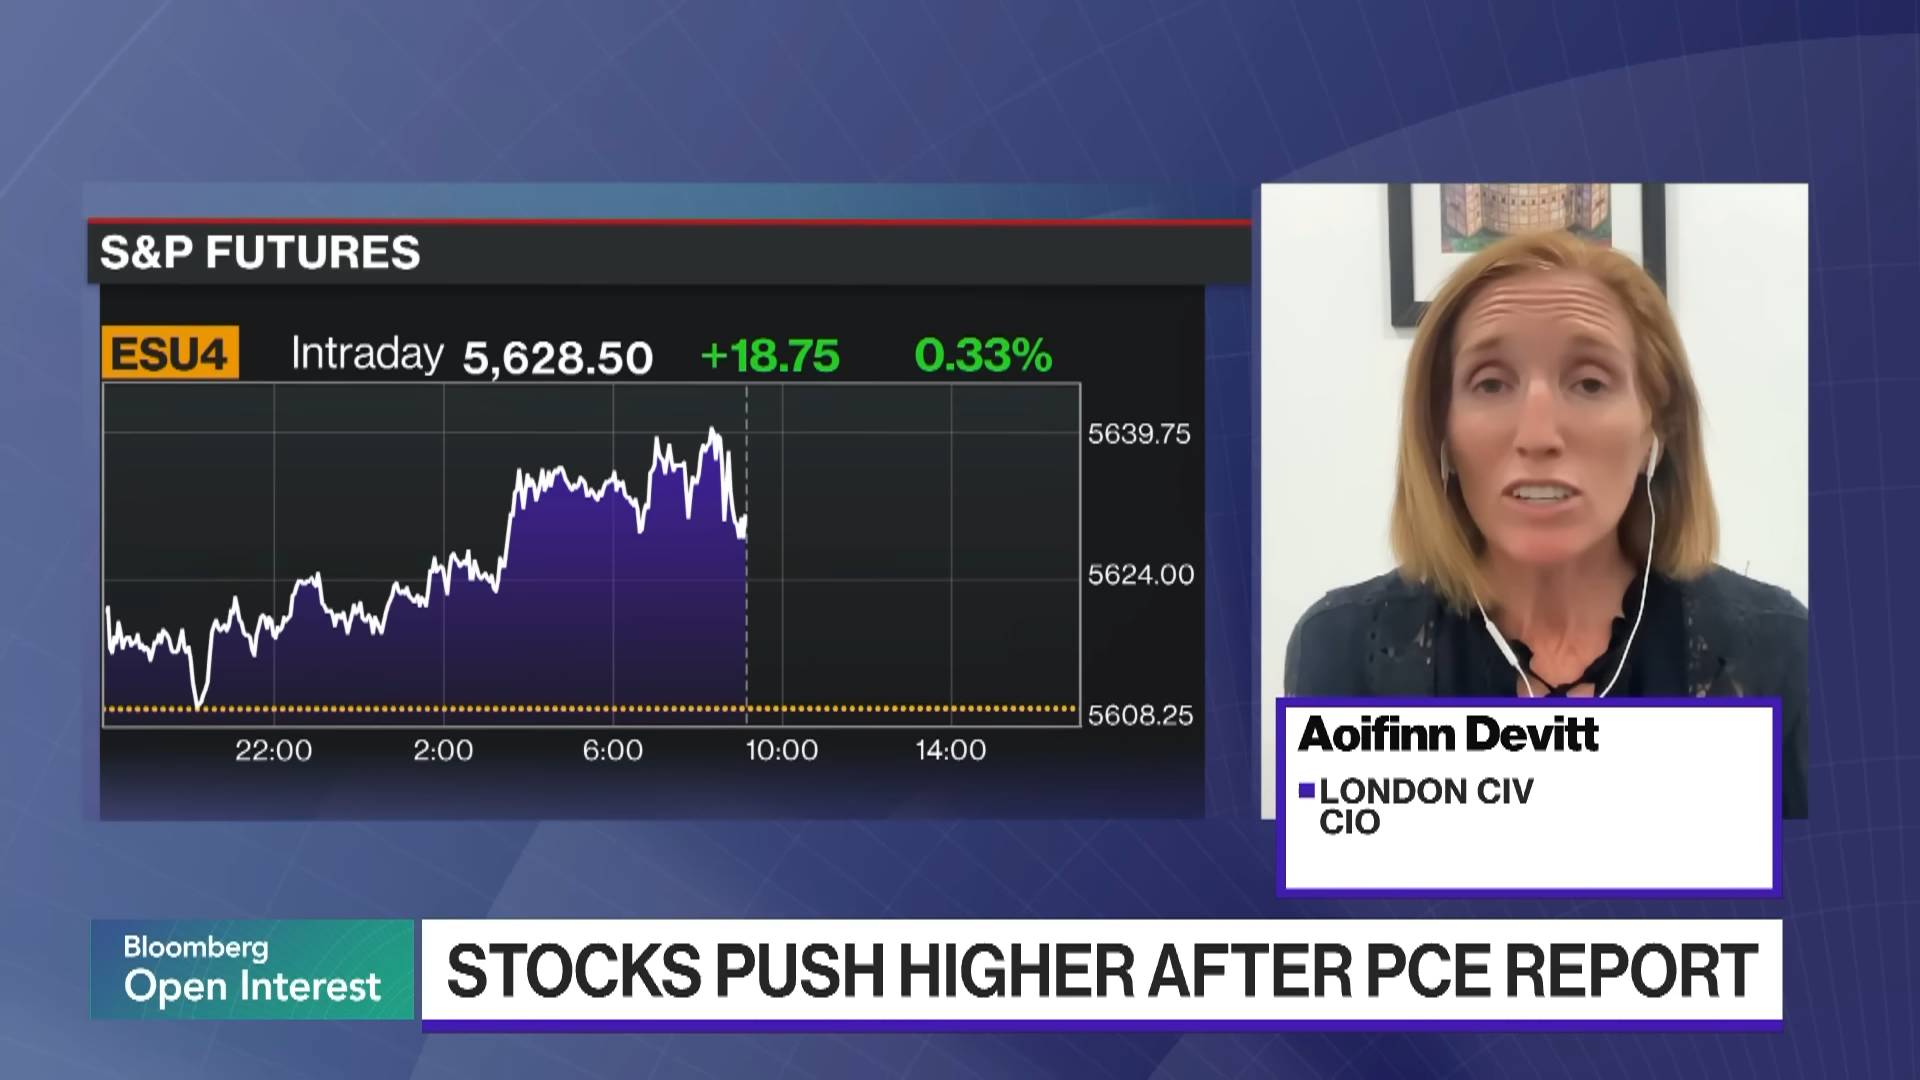 S&P FUTURES
ESU4 Intraday 5,628.50 +18.75 0.33%
5639.75
5624.00
5608.25
22:00 2:00 6:00 10:00 14:00
Aoifinn Devitt
LONDON CIV
CIO
Bloomberg
Open Interest
STOCKS PUSH HIGHER AFTER PCE REPORT